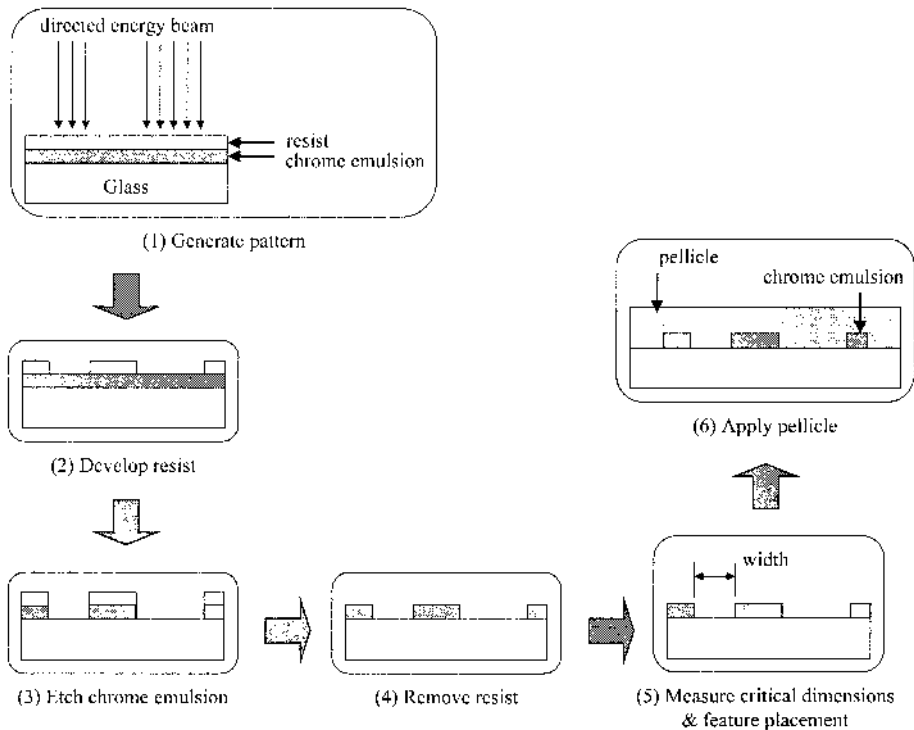 directed energy beam
resist
chrome emulsion
Glass
(1) Generate pattern
(2) Develop resist
(3) Etch chrome emulsion
(4) Remove resist
width
(5) Measure critical dimensions
& feature placement
pellicle
chrome emulsion
(6) Apply pellicle